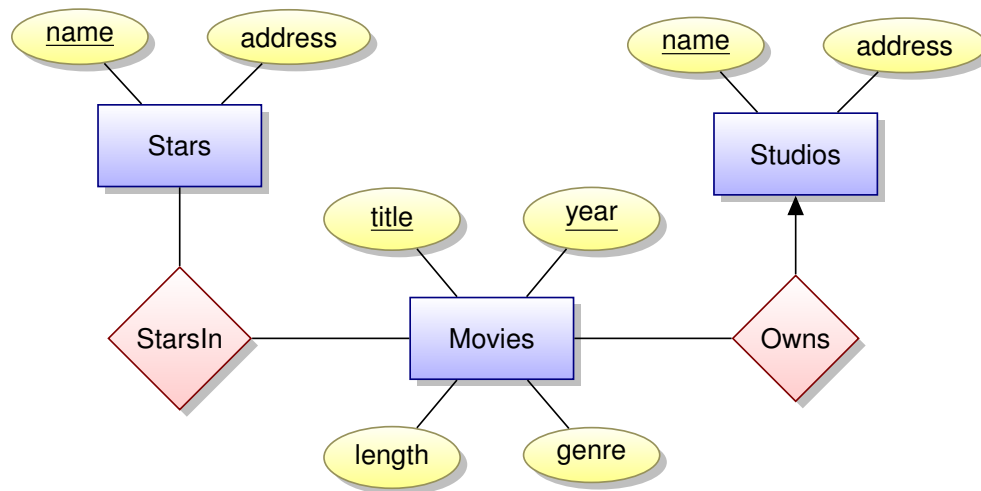 name
address
name
address
Stars
Studios
title
year
StarsIn
Movies
Owns
length
genre